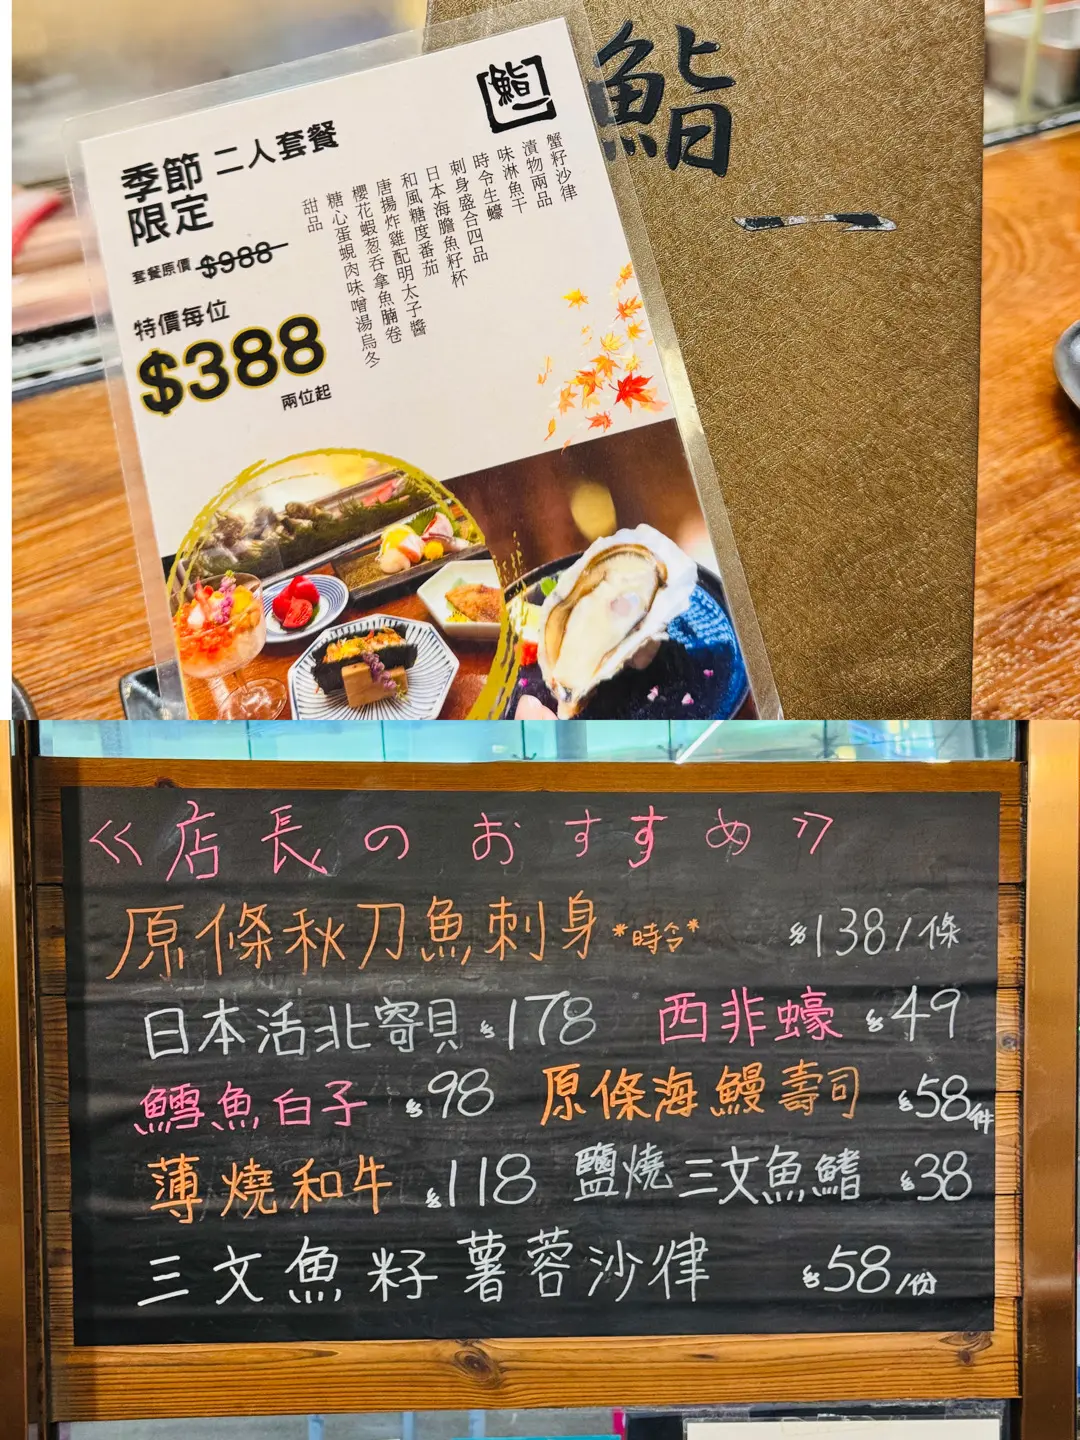 鮨一
鮨
一
季節
限定
二人套餐
套餐原價 $988
特價每位
$388
兩位起
蟹籽沙律
漬物兩品
味淋魚干
時令生蠔
刺身盛合四品
日本海膽魚籽杯
和風糖度番茄
唐揚炸雞配明太子醬
櫻花蝦葱吞拿魚腩卷
糖心蛋蜆肉味噌湯烏冬
甜品
《店長のおすすめ》
原條秋刀魚刺身 *時令* $138/條
日本活北寄貝 $178 西非蠔 $49
鱈魚白子 $98 原條海鰻壽司 $58/件
薄燒和牛 $118 鹽燒三文魚鰭 $38
三文魚籽薯蓉沙律 $58/份